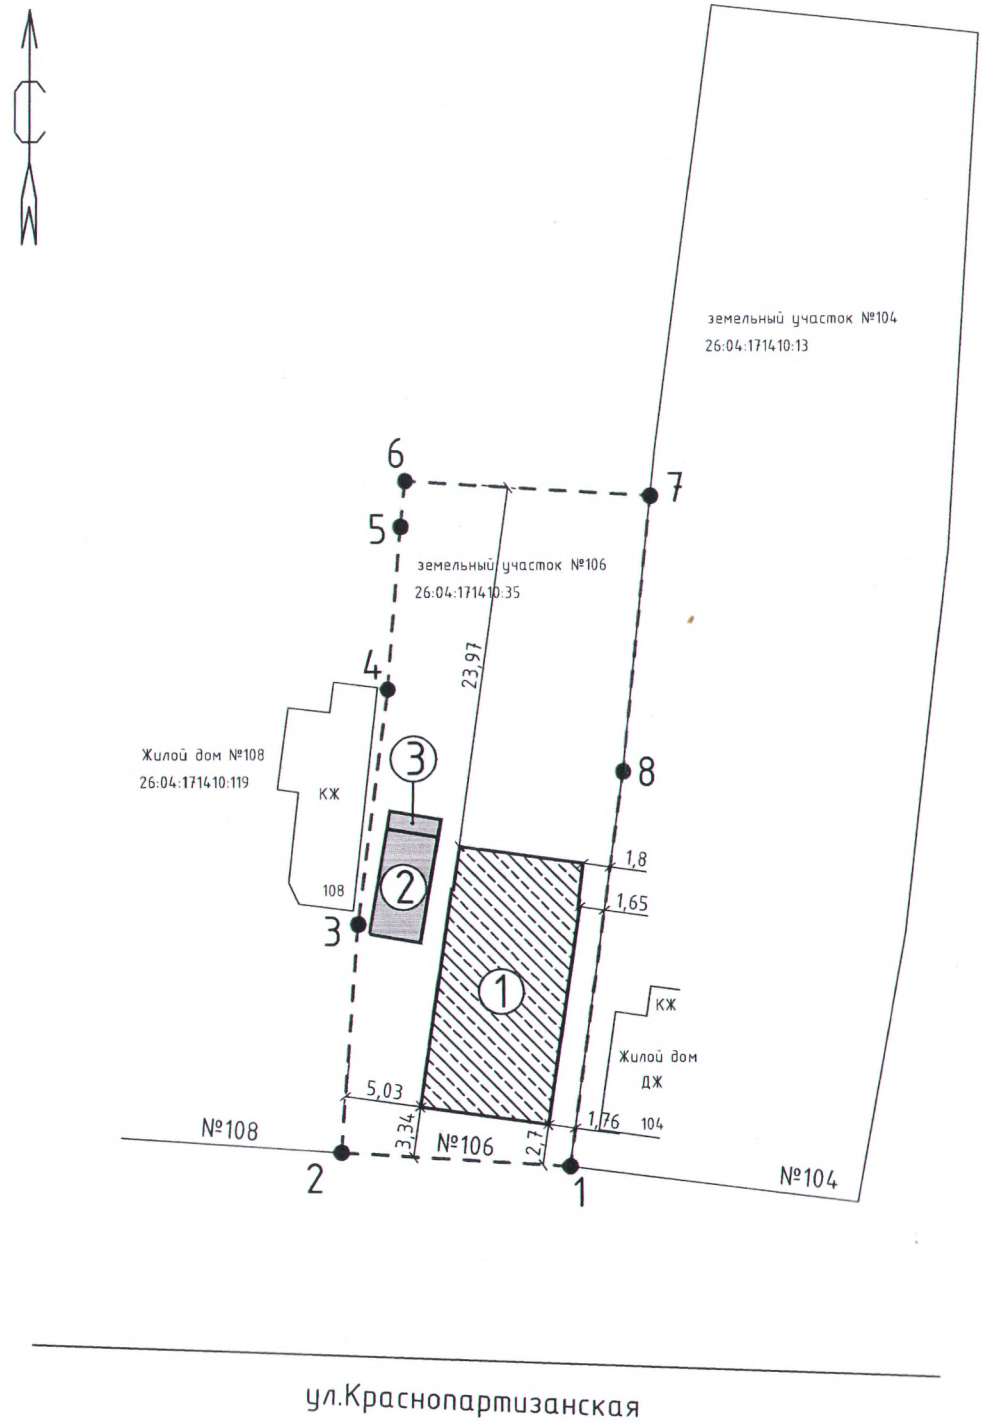 С
земельный участок №104
26:04:171410:13
6
7
5
земельный участок №106
26:04:171410:35
23,97
4
Жилой дом №108
26:04:171410:119
КЖ
108
3
8
2
1,8
1,65
3
1
КЖ
Жилой дом
ДЖ
104
5,03
3,34
2,7
1,76
№108
№106
№104
2
1
ул.Краснопартизанская